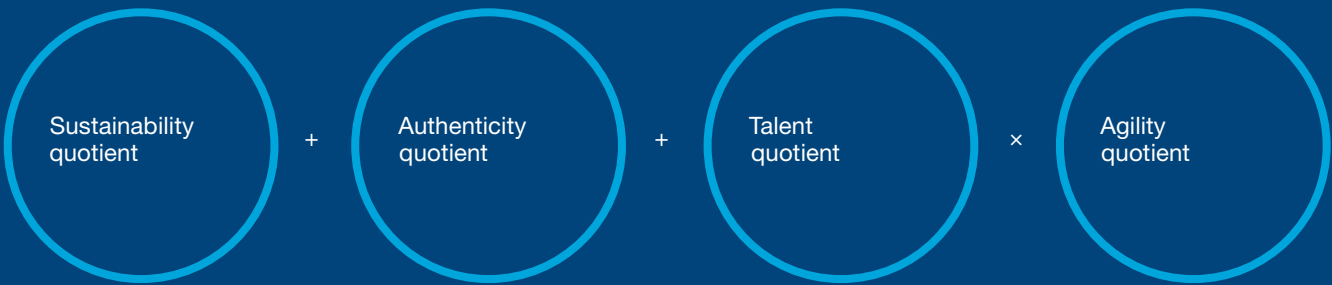 Sustainability
quotient
+
Authenticity
quotient
+
Talent
quotient
×
Agility
quotient